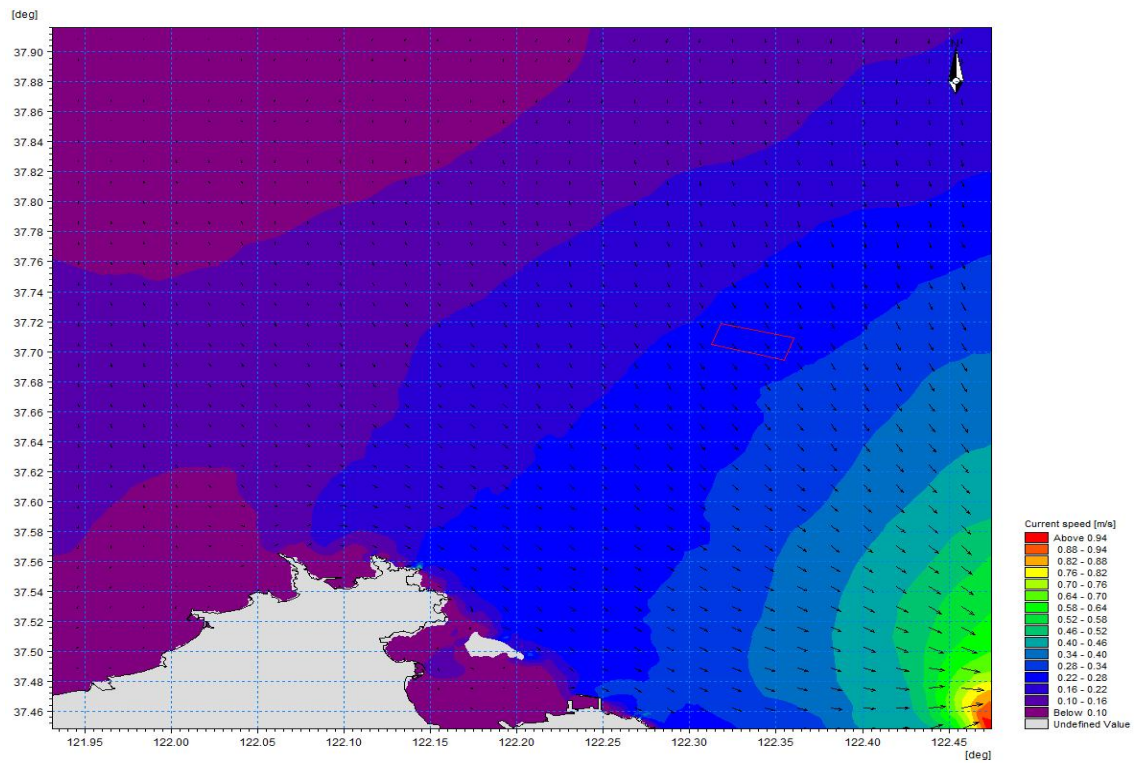 [deg]
37.90
37.88
37.86
37.84
37.82
37.80
37.78
37.76
37.74
37.72
37.70
37.68
37.66
37.64
37.62
37.60
37.58
37.56
37.54
37.52
37.50
37.48
37.46
121.95 122.00 122.05 122.10 122.15 122.20 122.25 122.30 122.35 122.40 122.45
[deg]
Current speed [m/s]
Above 0.94
0.88 - 0.94
0.82 - 0.88
0.76 - 0.82
0.70 - 0.76
0.64 - 0.70
0.58 - 0.64
0.52 - 0.58
0.46 - 0.52
0.40 - 0.46
0.34 - 0.40
0.28 - 0.34
0.22 - 0.28
0.16 - 0.22
0.10 - 0.16
Below 0.10
Undefined Value